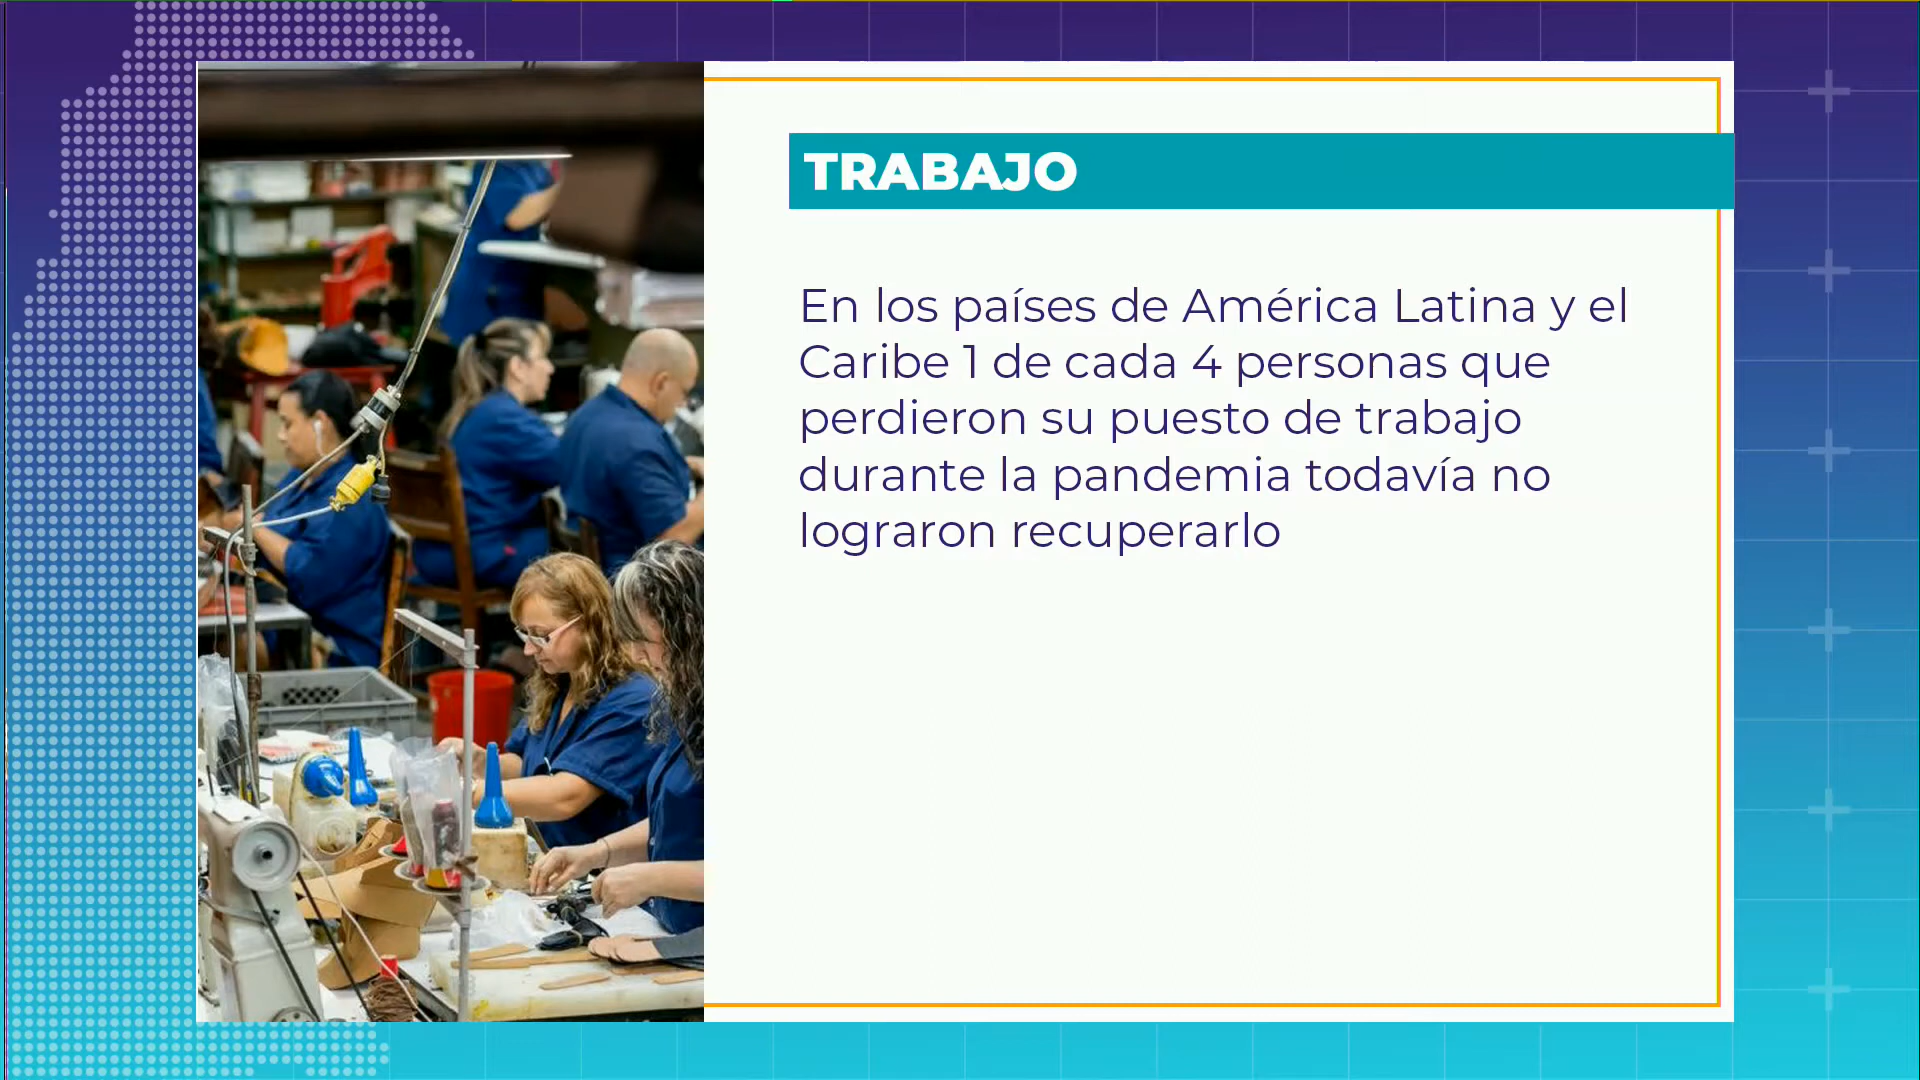 TRABAJO
En los países de América Latina y el
Caribe 1 de cada 4 personas que
perdieron su puesto de trabajo
durante la pandemia todavía no
lograron recuperarlo